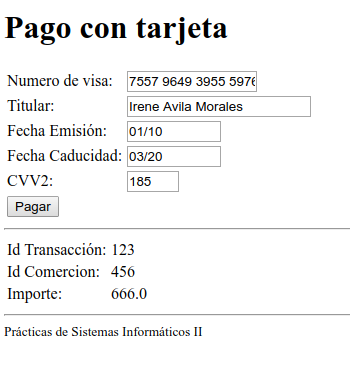 Pago con tarjeta
Numero de visa: 7557 9649 3955 5976
Titular: Irene Avila Morales
Fecha Emisión: 01/10
Fecha Caducidad: 03/20
CVV2: 185
Pagar
Id Transacción: 123
Id Comercion: 456
Importe: 666.0
Prácticas de Sistemas Informáticos II